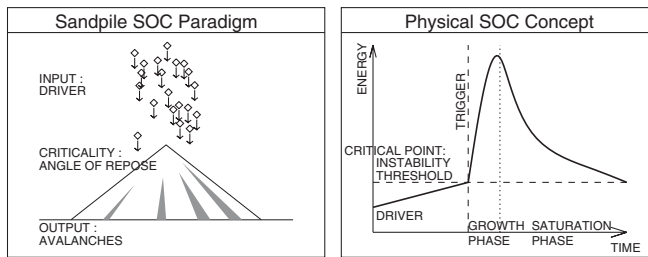 Sandpile SOC Paradigm
INPUT :
DRIVER
CRITICALITY :
ANGLE OF REPOSE
OUTPUT :
AVALANCHES
Physical SOC Concept
ENERGY
TRIGGER
CRITICAL POINT:
INSTABILITY
THRESHOLD
DRIVER
GROWTH
PHASE
SATURATION
PHASE
TIME